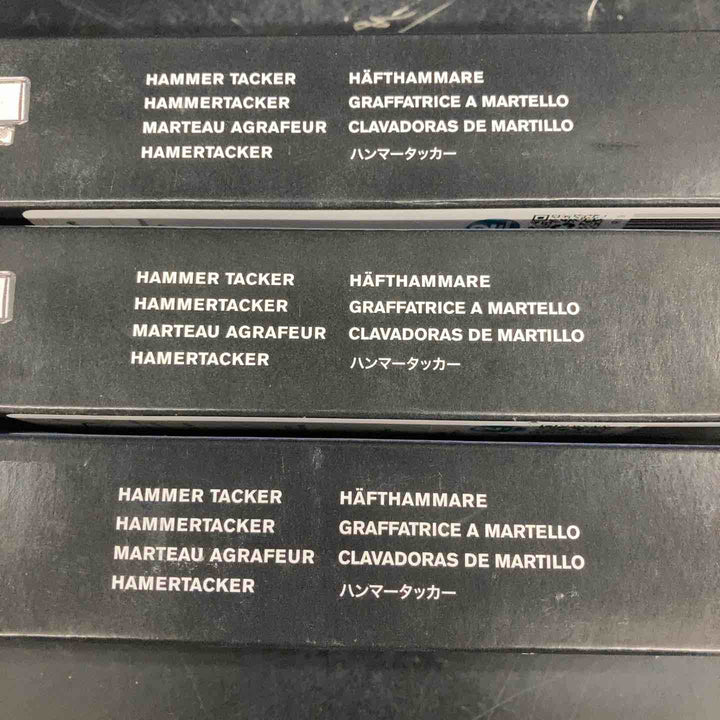 HAMMER TACKER
HAMMERTACKER
MARTEAU AGRAFEUR
HAMERTACKER
HÄFTHAMMARE
GRAFFATRICE A MARTELLO
CLAVADORAS DE MARTILLO
ハンマータッカー
HAMMER TACKER
HAMMERTACKER
MARTEAU AGRAFEUR
HAMERTACKER
HÄFTHAMMARE
GRAFFATRICE A MARTELLO
CLAVADORAS DE MARTILLO
ハンマータッカー
HAMMER TACKER
HAMMERTACKER
MARTEAU AGRAFEUR
HAMERTACKER
HÄFTHAMMARE
GRAFFATRICE A MARTELLO
CLAVADORAS DE MARTILLO
ハンマータッカー